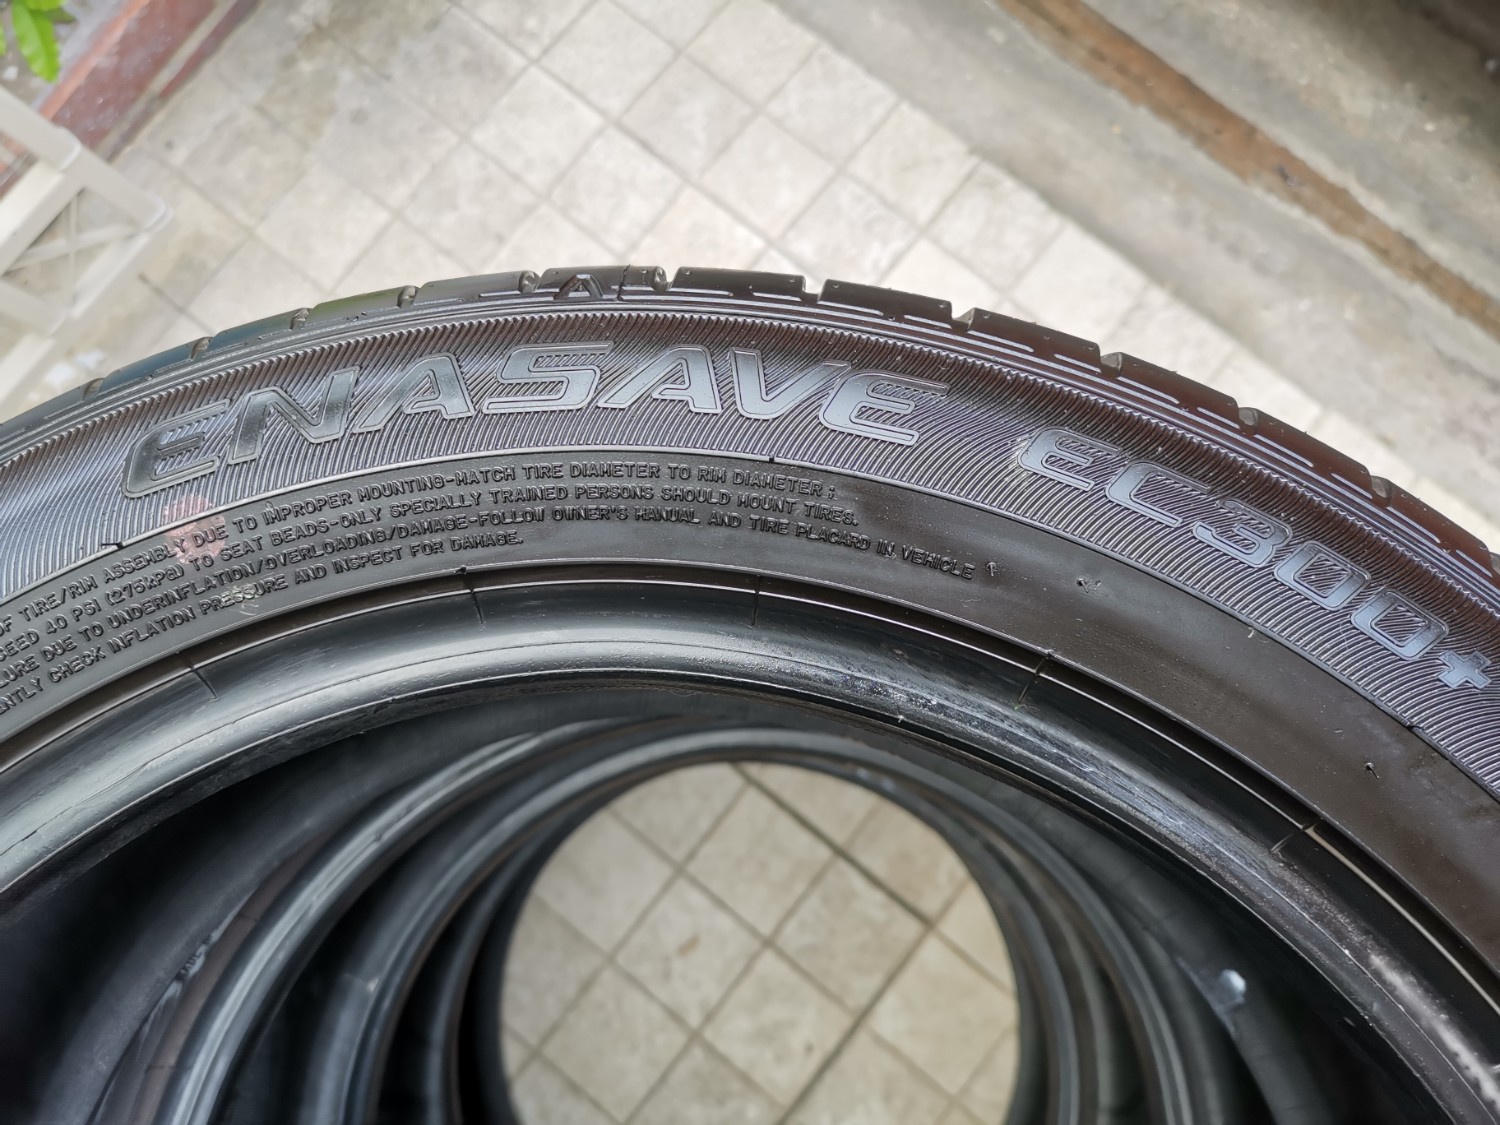 ENASAVE EC300+
OF TIRE/RIM ASSEMBLY DUE TO IMPROPER MOUNTING-MATCH TIRE DIAMETER TO RIM DIAMETER;
CEED 40 PSI (275kPa) TO SEAT BEADS-ONLY SPECIALLY TRAINED PERSONS SHOULD MOUNT TIRES.
LURE DUE TO UNDERINFLATION/OVERLOADING/DAMAGE-FOLLOW OWNER'S MANUAL AND TIRE PLACARD IN VEHICLE
ENTLY CHECK INFLATION PRESSURE AND INSPECT FOR DAMAGE.